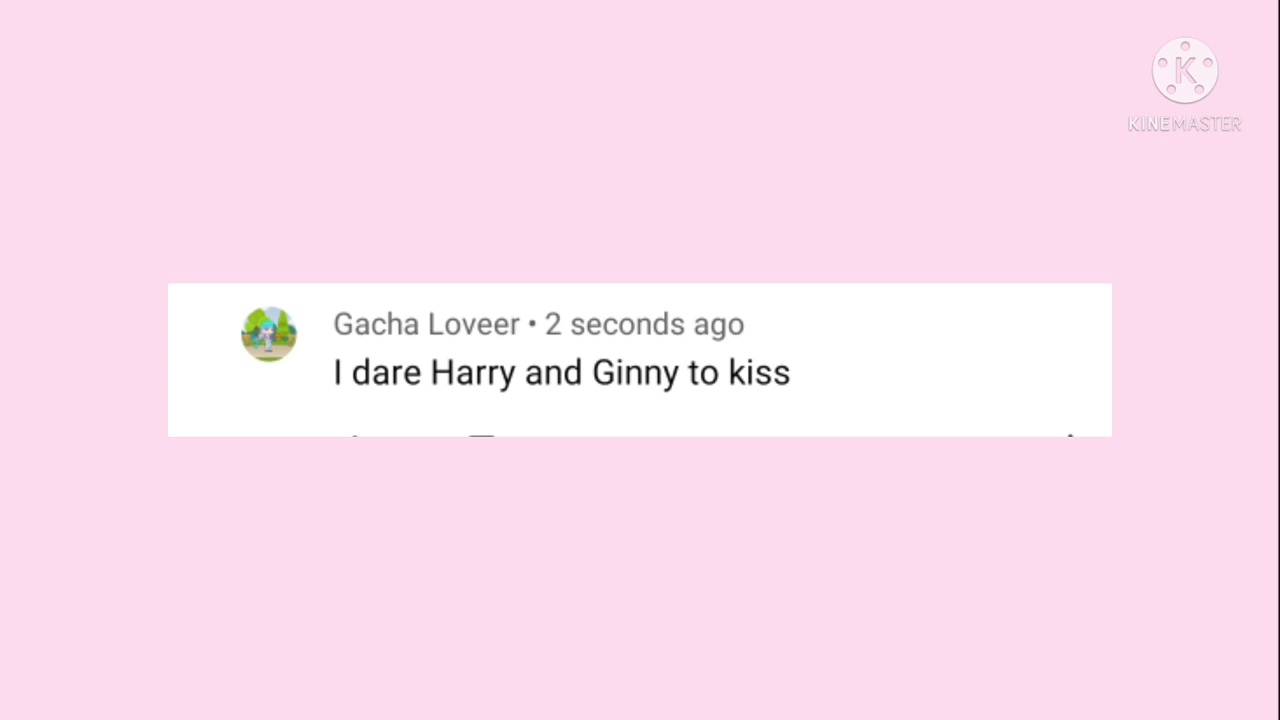 K
KINEMASTER
Gacha Loveer • 2 seconds ago
I dare Harry and Ginny to kiss